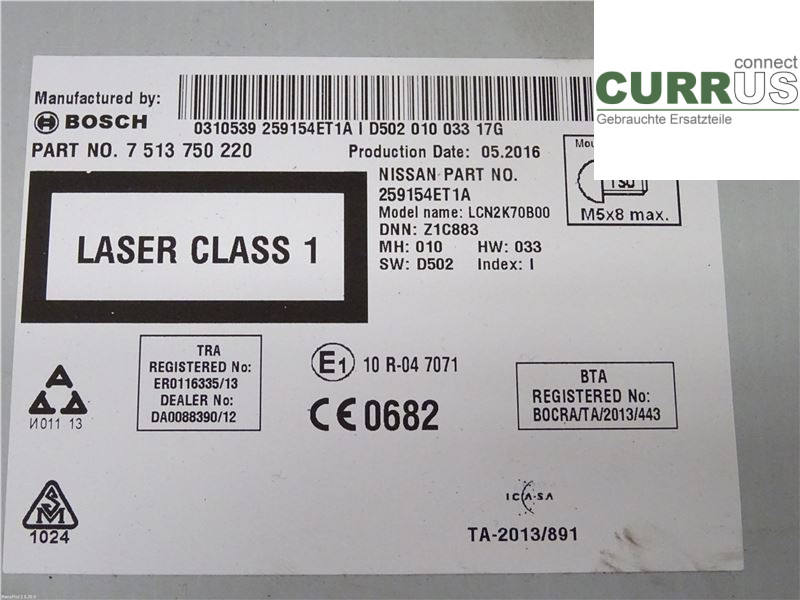 connect
CURRUS
Gebrauchte Ersatzteile
Manufactured by:
BOSCH
0310539 259154ET1A I D502 010 033 17G
PART NO. 7 513 750 220
Production Date: 05.2016
NISSAN PART NO.
259154ET1A
Model name: LCN2K70B00
DNN: Z1C883
MH: 010 HW: 033
SW: D502 Index: I
M5x8 max.
LASER CLASS 1
TRA
REGISTERED No:
ER0116335/13
DEALER No:
DA0088390/12
E1 10 R-04 7071
CE 0682
BTA
REGISTERED No:
BOCRA/TA/2013/443
И011 13
SM
1024
ICASA
TA-2013/891